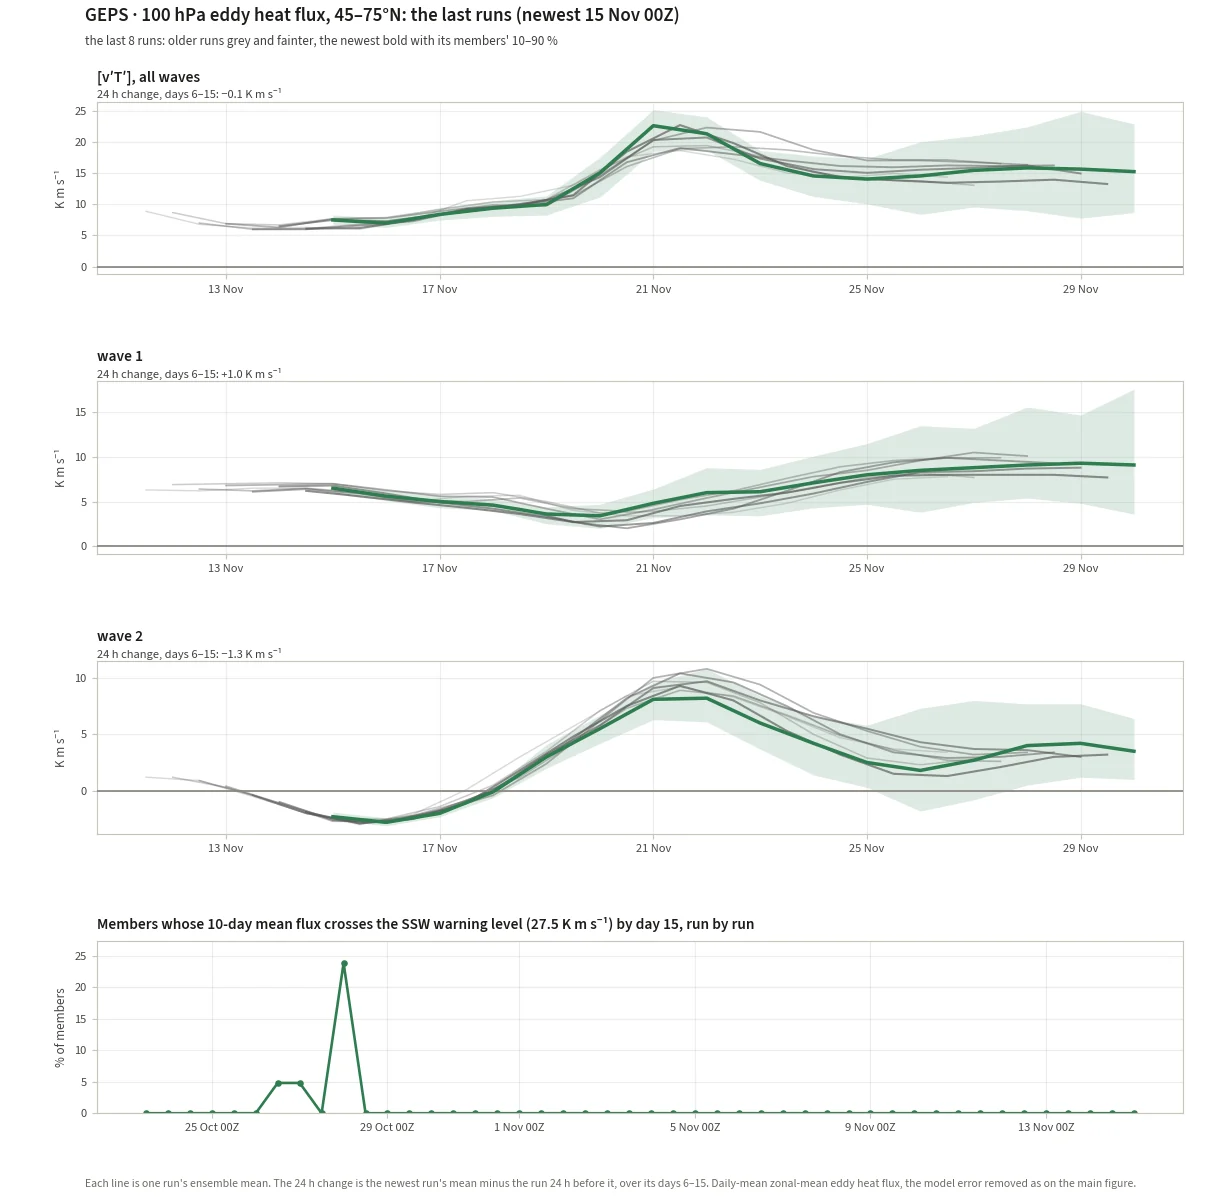 GEPS · 100 hPa eddy heat flux, 45–75°N: the last runs (newest 15 Nov 00Z)
the last 8 runs: older runs grey and fainter, the newest bold with its members' 10–90 %
[v′T′], all waves
24 h change, days 6–15: −0.1 K m s⁻¹
25
20
15
10
5
0
K m s⁻¹
13 Nov 17 Nov 21 Nov 25 Nov 29 Nov
wave 1
24 h change, days 6–15: +1.0 K m s⁻¹
15
10
5
0
K m s⁻¹
13 Nov 17 Nov 21 Nov 25 Nov 29 Nov
wave 2
24 h change, days 6–15: −1.3 K m s⁻¹
10
5
0
K m s⁻¹
13 Nov 17 Nov 21 Nov 25 Nov 29 Nov
Members whose 10-day mean flux crosses the SSW warning level (27.5 K m s⁻¹) by day 15, run by run
25
20
15
10
5
0
% of members
25 Oct 00Z 29 Oct 00Z 1 Nov 00Z 5 Nov 00Z 9 Nov 00Z 13 Nov 00Z
Each line is one run's ensemble mean. The 24 h change is the newest run's mean minus the run 24 h before it, over its days 6–15. Daily-mean zonal-mean eddy heat flux, the model error removed as on the main figure.